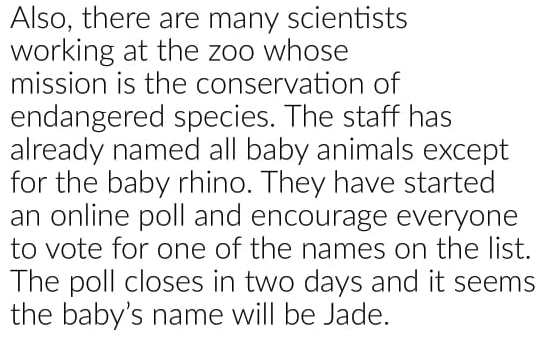 Also, there are many scientists
working at the zoo whose
mission is the conservation of
endangered species. The staff has
already named all baby animals except
for the baby rhino. They have started
an online poll and encourage everyone
to vote for one of the names on the list.
The poll closes in two days and it seems
the baby's name will be Jade.